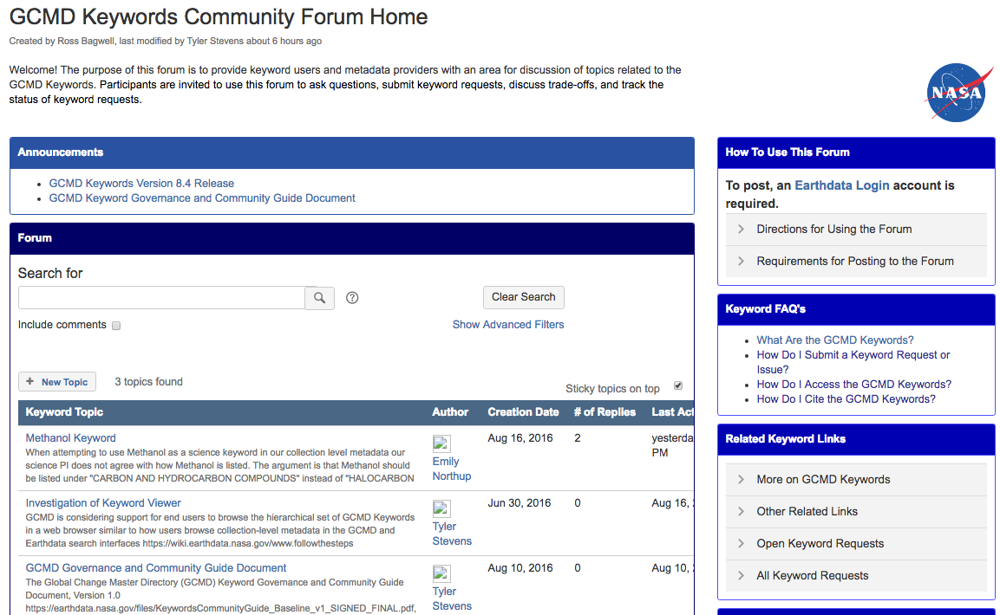 GCMD Keywords Community Forum Home
Created by Ross Bagwell, last modified by Tyler Stevens about 6 hours ago
Welcome! The purpose of this forum is to provide keyword users and metadata providers with an area for discussion of topics related to the
GCMD Keywords. Participants are invited to use this forum to ask questions, submit keyword requests, discuss trade-offs, and track the
status of keyword requests.
NASA
Announcements
GCMD Keywords Version 8.4 Release
GCMD Keyword Governance and Community Guide Document
Forum
Search for
Clear Search
Include comments
Show Advanced Filters
+ New Topic
3 topics found
Sticky topics on top
Keyword Topic Author Creation Date # of Replies Last Act
Methanol Keyword
When attempting to use Methanol as a science keyword in our collection level metadata our
science PI does not agree with how Methanol is listed. The argument is that Methanol should
be listed under "CARBON AND HYDROCARBON COMPOUNDS" instead of "HALOCARBON
Emily
Northup
Aug 16, 2016
2
yesterda
PM
Investigation of Keyword Viewer
GCMD is considering support for end users to browse the hierarchical set of GCMD Keywords
in a web browser similar to how users browse collection-level metadata in the GCMD and
Earthdata search interfaces https://wiki.earthdata.nasa.gov/www.followthesteps
Tyler
Stevens
Jun 30, 2016
0
Aug 16,
GCMD Governance and Community Guide Document
The Global Change Master Directory (GCMD) Keyword Governance and Community Guide
Document, Version 1.0
https://earthdata.nasa.gov/files/KeywordsCommunityGuide_Baseline_v1_SIGNED_FINAL.pdf,
Tyler
Stevens
Aug 10, 2016
0
Aug 10,
How To Use This Forum
To post, an Earthdata Login account is
required.
Directions for Using the Forum
Requirements for Posting to the Forum
Keyword FAQ's
What Are the GCMD Keywords?
How Do I Submit a Keyword Request or
Issue?
How Do I Access the GCMD Keywords?
How Do I Cite the GCMD Keywords?
Related Keyword Links
More on GCMD Keywords
Other Related Links
Open Keyword Requests
All Keyword Requests